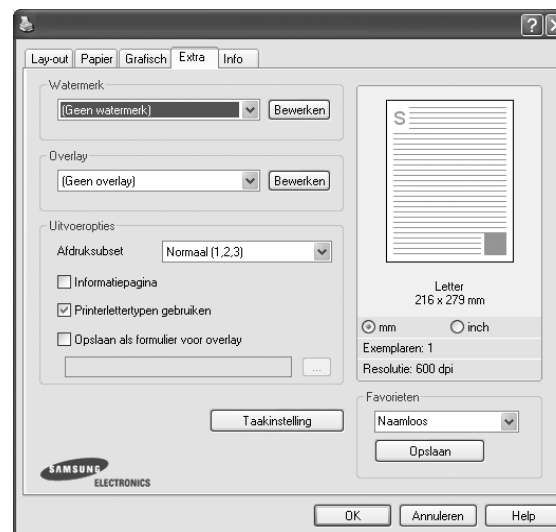 Lay-out Papier Grafisch Extra Info
Watermerk
(Geen watermerk) Bewerken
Overlay
(Geen overlay) Bewerken
Uitvoeropties
Afdruksubset Normaal (1,2,3)
Informatiepagina
Printerlettertypen gebruiken
Opslaan als formulier voor overlay
...
Taakinstelling
SAMSUNG
ELECTRONICS
S
Letter
216 x 279 mm
mm inch
Exemplaren: 1
Resolutie: 600 dpi
Favorieten
Naamloos
Opslaan
OK Annuleren Help